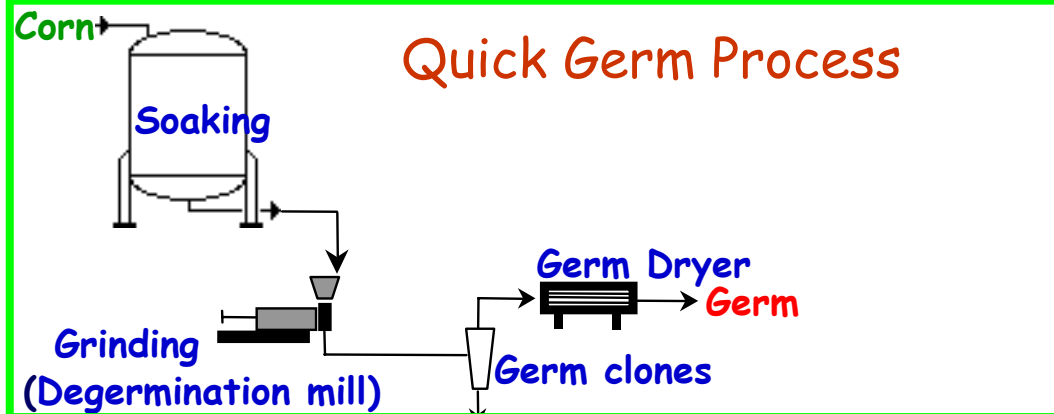 Corn
Quick Germ Process
Soaking
Germ Dryer
Germ
Grinding
(Degermination mill)
Germ clones